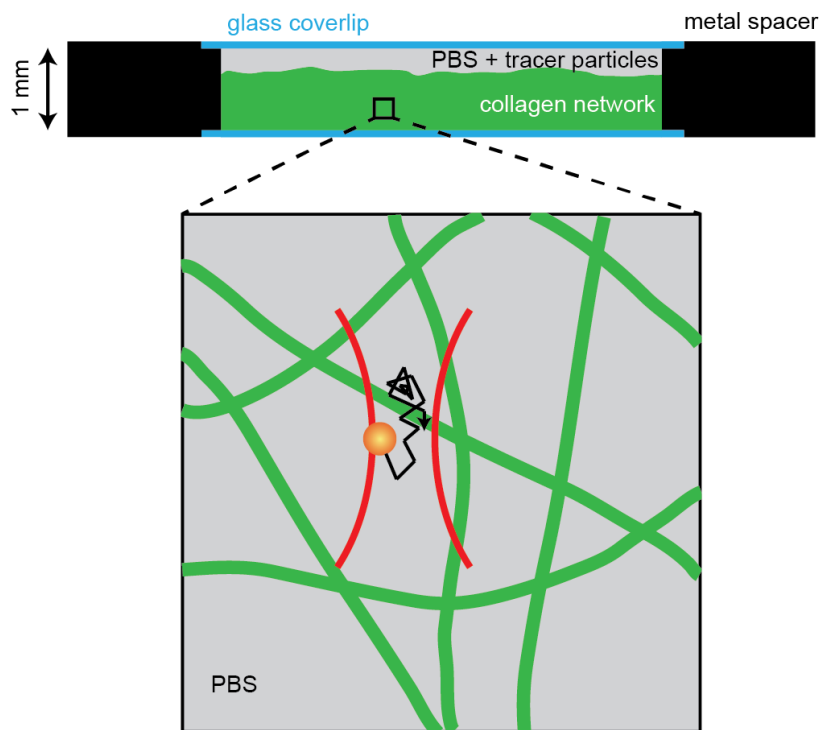 glass coverlip
metal spacer
PBS + tracer particles
1 mm
collagen network
PBS